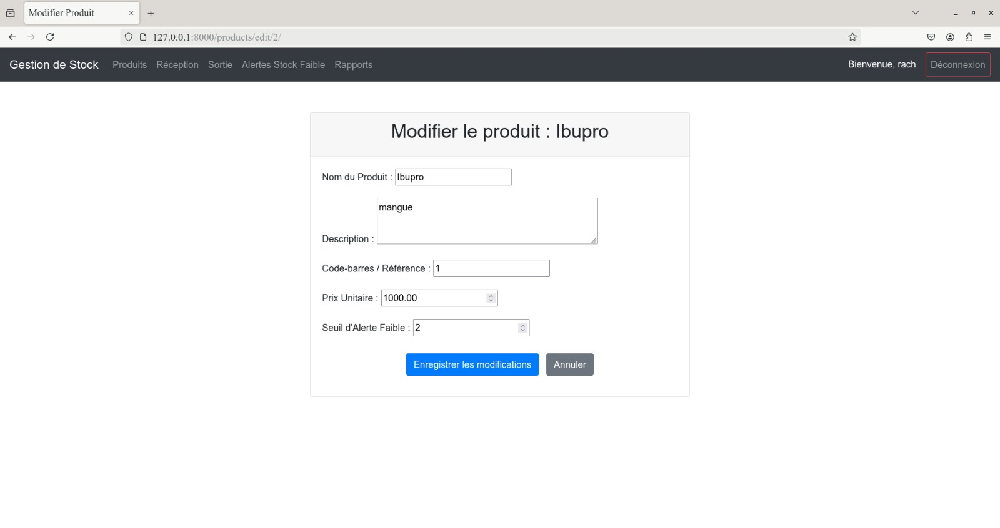 Modifier Produit
127.0.0.1:8000/products/edit/2/
Gestion de Stock Produits Réception Sortie Alertes Stock Faible Rapports Bienvenue, rach Déconnexion
Modifier le produit : Ibupro
Nom du Produit : Ibupro
mangue
Description :
Code-barres / Référence : 1
Prix Unitaire : 1000.00
Seuil d'Alerte Faible : 2
Enregistrer les modifications Annuler